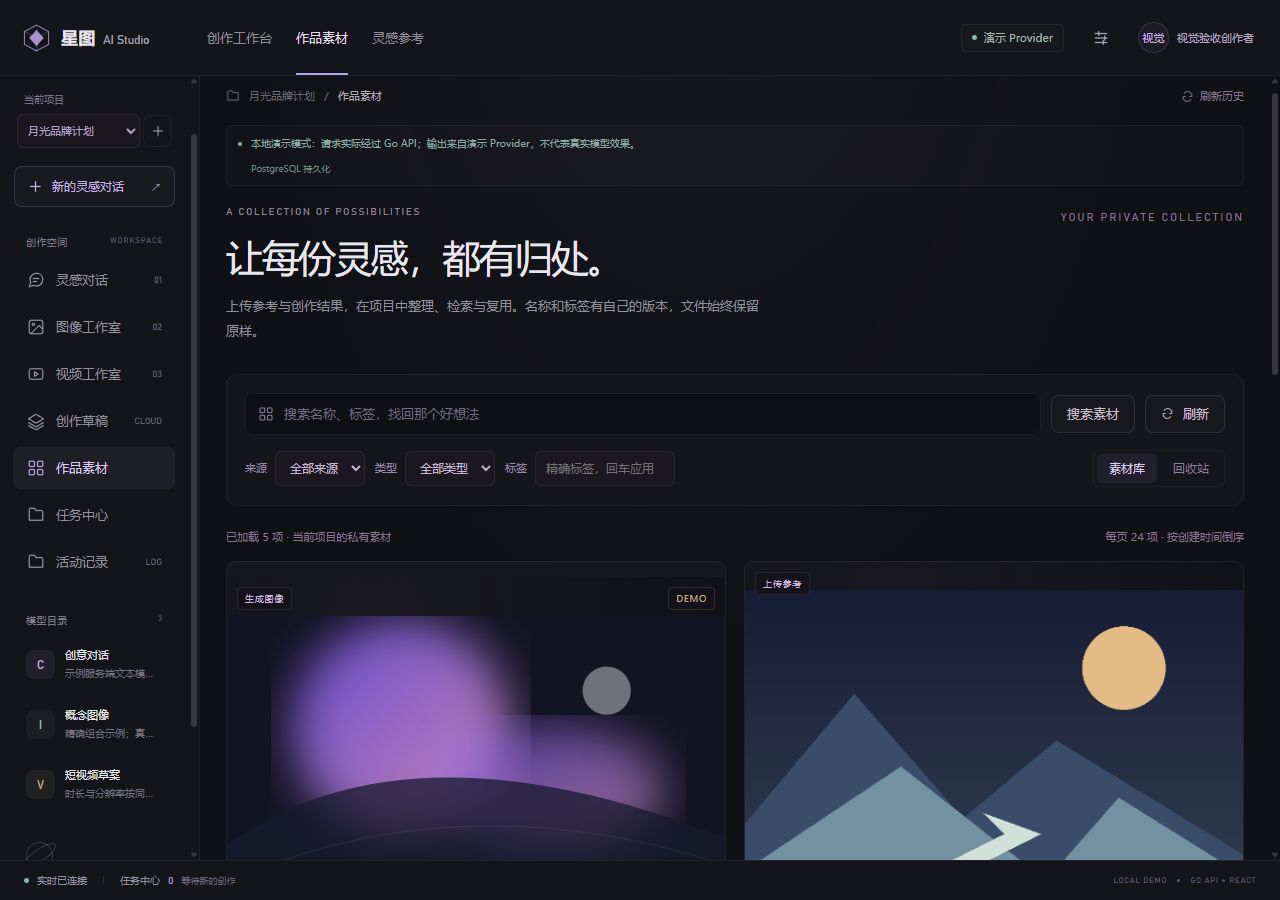 星图 AI Studio
创作工作台
作品素材
灵感参考
演示 Provider
视觉
视觉验收创作者
当前项目
月光品牌计划
新的灵感对话
创作空间
WORKSPACE
灵感对话 01
图像工作室 02
视频工作室 03
创作草稿 CLOUD
作品素材
任务中心
活动记录 LOG
模型目录 3
C
创意对话
示例服务端文本模...
I
概念图像
精确组合示例；真...
V
短视频草案
时长与分辨率按同...
月光品牌计划 / 作品素材
刷新历史
本地演示模式：请求实际经过 Go API；输出来自演示 Provider，不代表真实模型效果。
PostgreSQL 持久化
A COLLECTION OF POSSIBILITIES
YOUR PRIVATE COLLECTION
让每份灵感，都有归处。
上传参考与创作结果，在项目中整理、检索与复用。名称和标签有自己的版本，文件始终保留
原样。
搜索名称、标签，找回那个好想法
搜索素材
刷新
来源 全部来源 类型 全部类型 标签 精确标签，回车应用
素材库 回收站
已加载 5 项 · 当前项目的私有素材
每页 24 项 · 按创建时间倒序
生成图像
DEMO
上传参考
实时已连接
任务中心 0 等待新的创作
LOCAL DEMO • GO API + REACT